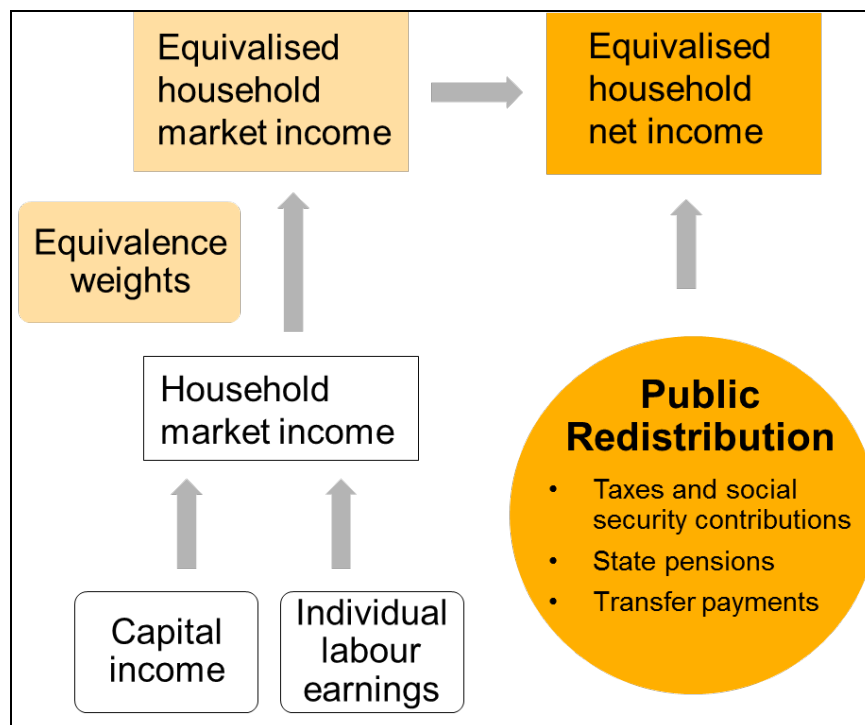 Equivalised
household
market income
Equivalised
household
net income
Equivalence
weights
Household
market income
Public
Redistribution
• Taxes and social
security contributions
• State pensions
• Transfer payments
Capital
income
Individual
labour
earnings